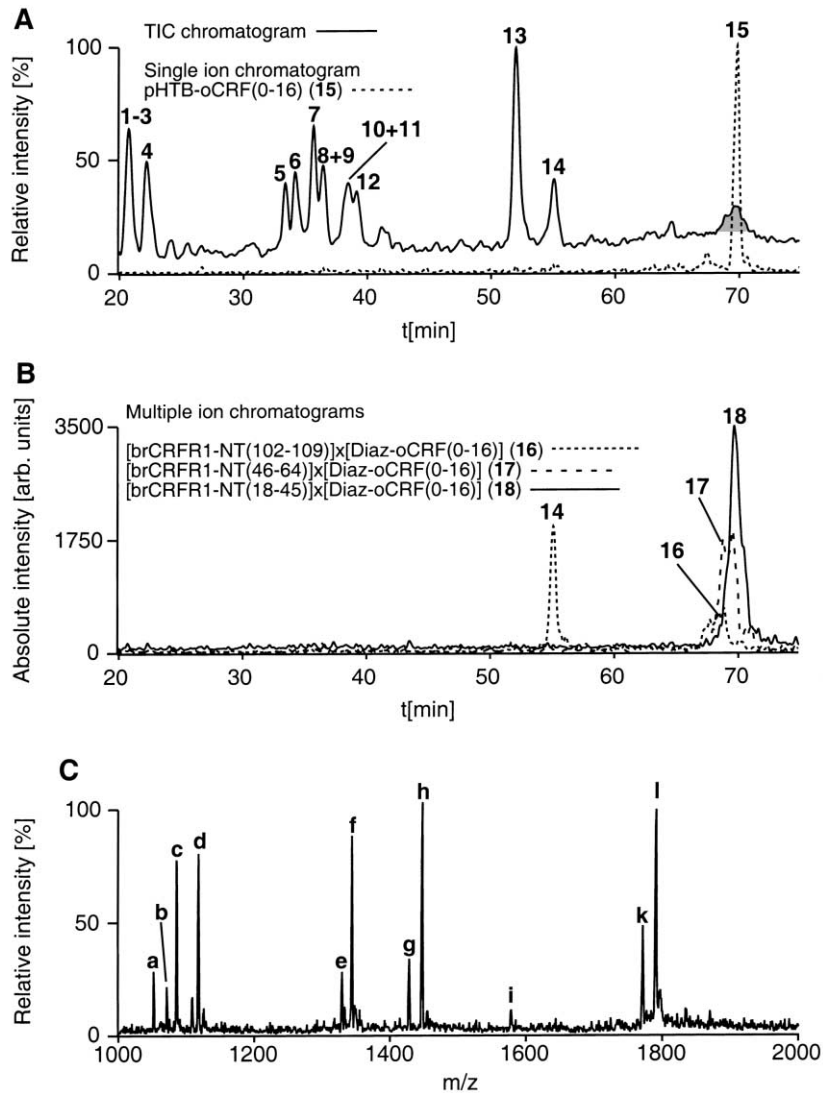 A
TIC chromatogram
Single ion chromatogram
pHTB-oCRF(0-16) (15)
Relative intensity [%]
100
50
0
1-3
4
5
6
7
8+9
10+11
12
13
14
15
20
30
40
50
60
70
t[min]
B
Multiple ion chromatograms
[brCRFR1-NT(102-109)]x[Diaz-oCRF(0-16)] (16)
[brCRFR1-NT(46-64)]x[Diaz-oCRF(0-16)] (17)
[brCRFR1-NT(18-45)]x[Diaz-oCRF(0-16)] (18)
Absolute intensity [arb. units]
3500
1750
0
14
16
17
18
20
30
40
50
60
70
t[min]
C
Relative intensity [%]
100
50
0
a
b
c
d
e
f
g
h
i
k
l
1000
1200
1400
1600
1800
2000
m/z